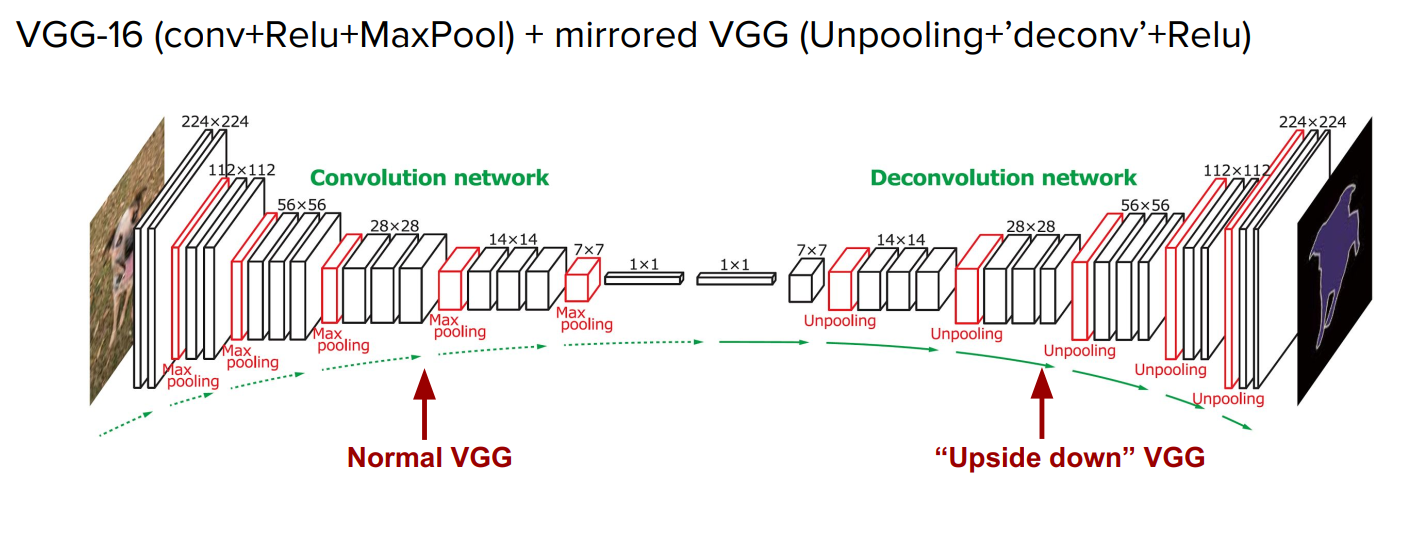 VGG-16 (conv+Relu+MaxPool) + mirrored VGG (Unpooling+’deconv’+Relu)
224×224
112×112
Convolution network
56×56
28×28
14×14
7×7
1×1
Max
pooling
Max
pooling
Max
pooling
Max
pooling
Max
pooling
Normal VGG
224×224
112×112
Deconvolution network
56×56
28×28
14×14
7×7
1×1
Unpooling
Unpooling
Unpooling
Unpooling
Unpooling
“Upside down” VGG